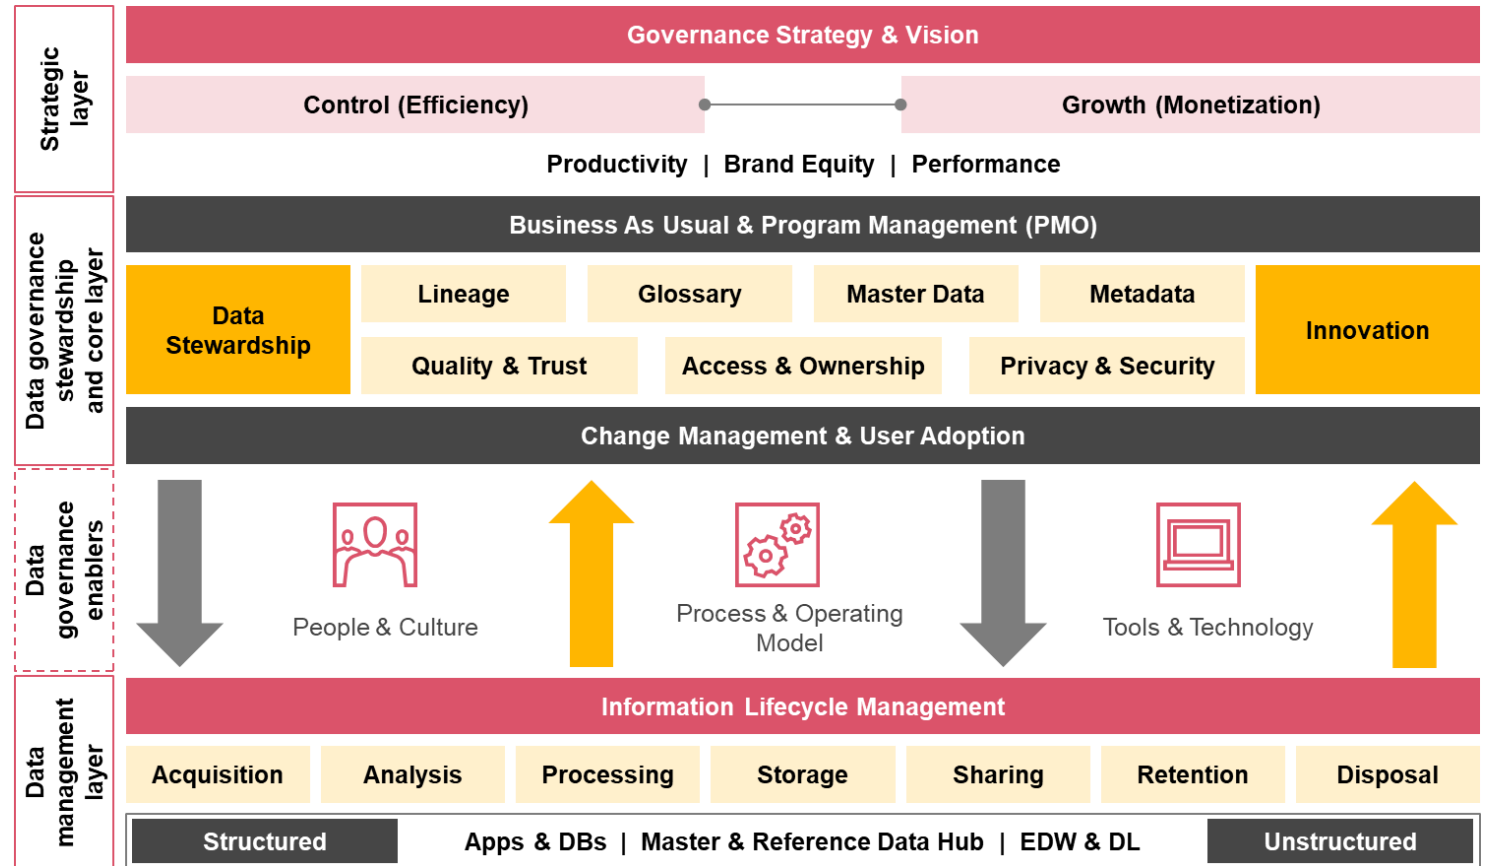 Strategic
layer
Governance Strategy & Vision
Control (Efficiency)
Growth (Monetization)
Productivity | Brand Equity | Performance
Data governance
stewardship
and core layer
Business As Usual & Program Management (PMO)
Data
Stewardship
Lineage
Glossary
Master Data
Metadata
Quality & Trust
Access & Ownership
Privacy & Security
Innovation
Change Management & User Adoption
Data
governance
enablers
People & Culture
Process & Operating
Model
Tools & Technology
Data
management
layer
Information Lifecycle Management
Acquisition
Analysis
Processing
Storage
Sharing
Retention
Disposal
Structured
Apps & DBs | Master & Reference Data Hub | EDW & DL
Unstructured